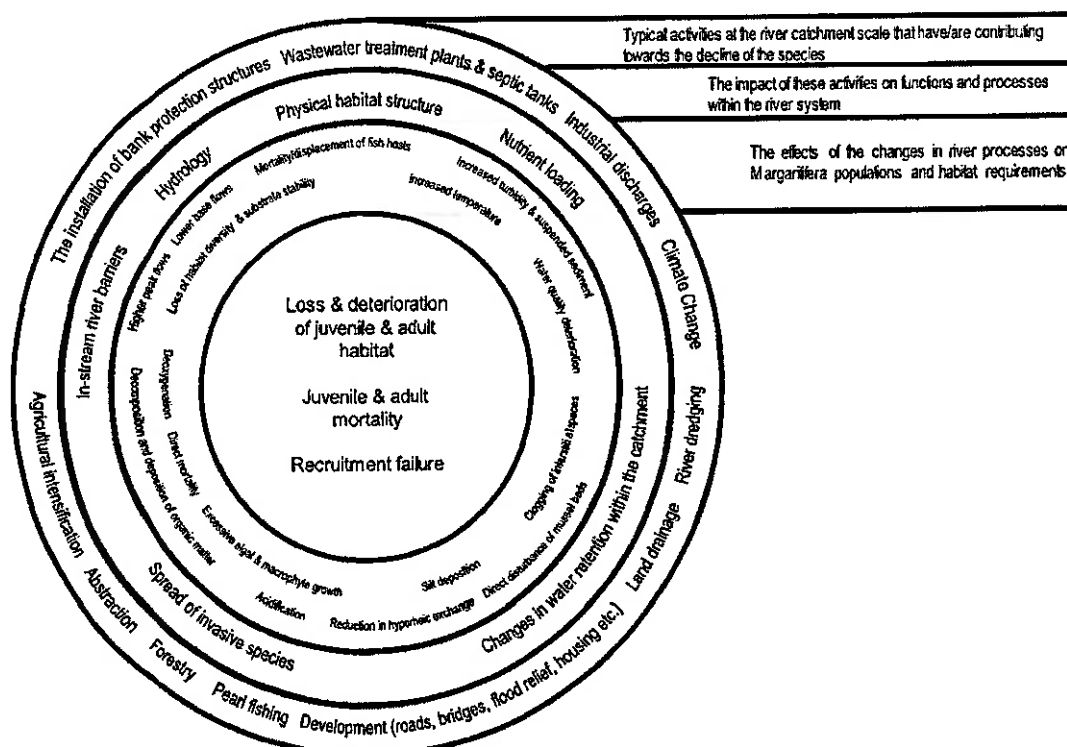 Typical activities at the river catchment scale that have/are contributing
towards the decline of the species
The impact of these activities on functions and processes
within the river system
The effects of the changes in river processes on
Margaritifera populations and habitat requirements
The installation of bank protection structures
Wastewater treatment plants & septic tanks
Industrial discharges
Climate Change
River dredging
Land drainage
Development (roads, bridges, flood relief, housing etc.)
Pearl fishing
Forestry
Abstraction
Agricultural intensification
In-stream river barriers
Hydrology
Physical habitat structure
Nutrient loading
Changes in water retention within the catchment
Spread of invasive species
Higher peak flows
Lower base flows
Mortality/displacement of fish hosts
Increased turbidity & suspended sediment
Loss of habitat diversity & substrate stability
Increased temperature
Water quality deterioration
Clogging of interstitial spaces
Direct disturbance of mussel beds
Silt deposition
Reduction in hyporheic exchange
Acidification
Excessive algal & macrophyte growth
Decomposition and deposition of organic matter
Direct mortality
Deoxygenation
Loss & deterioration
of juvenile & adult
habitat
Juvenile & adult
mortality
Recruitment failure